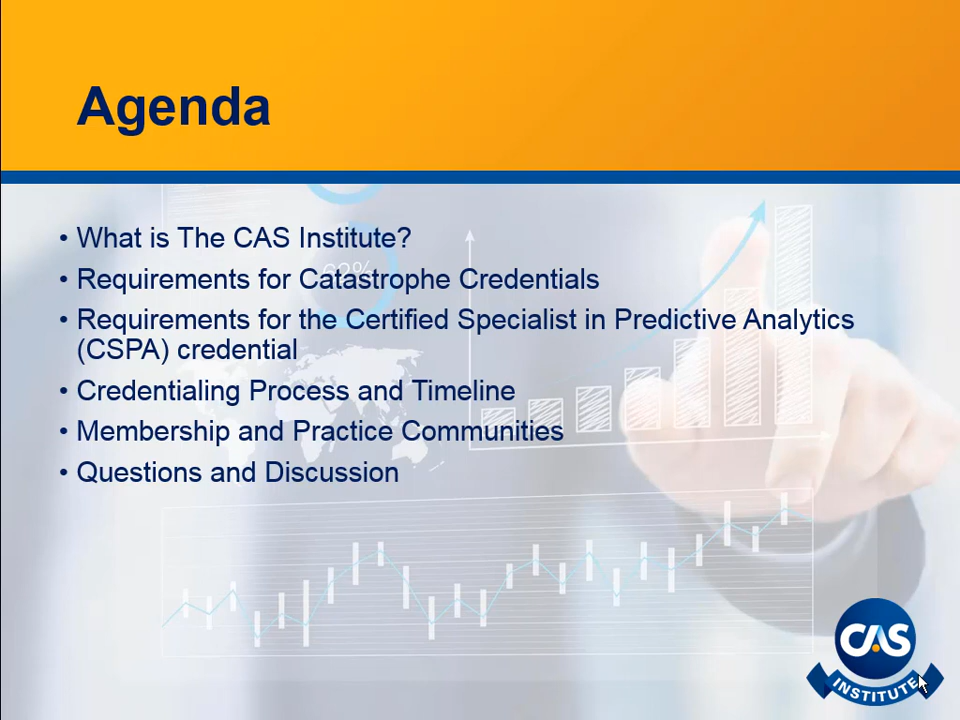 Agenda
• What is The CAS Institute?
• Requirements for Catastrophe Credentials
• Requirements for the Certified Specialist in Predictive Analytics
(CSPA) credential
• Credentialing Process and Timeline
• Membership and Practice Communities
• Questions and Discussion
CAS
INSTITUTE